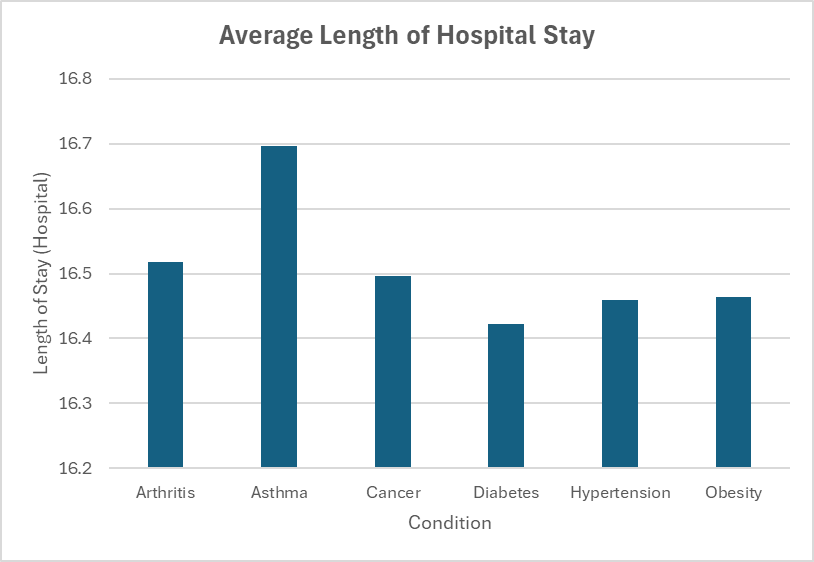 Average Length of Hospital Stay
Length of Stay (Hospital)
16.8
16.7
16.6
16.5
16.4
16.3
16.2
Arthritis Asthma Cancer Diabetes Hypertension Obesity
Condition